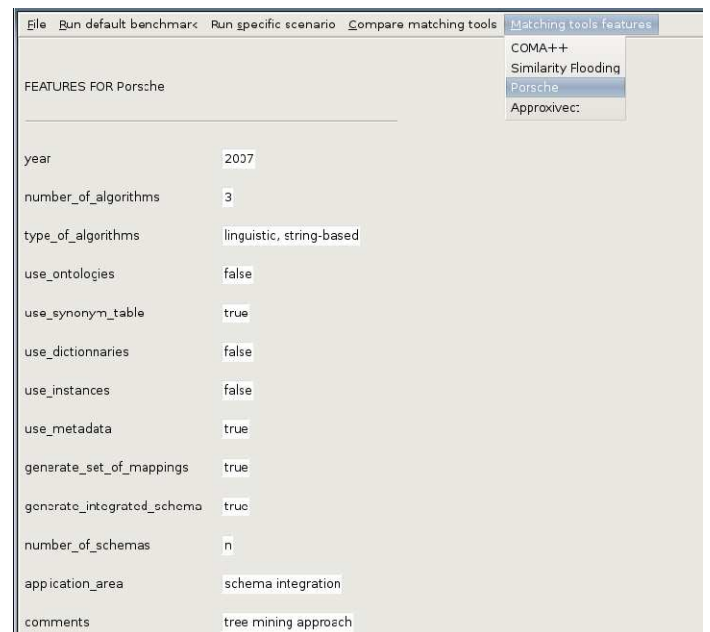 File Run default benchmark Run specific scenario Compare matching tools Matching tools features
COMA++
Similarity Flooding
Porsche
Approxivect
FEATURES FOR Porsche
year 2007
number_of_algorithms 3
type_of_algorithms linguistic, string-based
use_ontologies false
use_synonym_table true
use_dictionnaries false
use_instances false
use_metadata true
generate_set_of_mappings true
generate_integrated_schema true
number_of_schemas n
application_area schema integration
comments tree mining approach